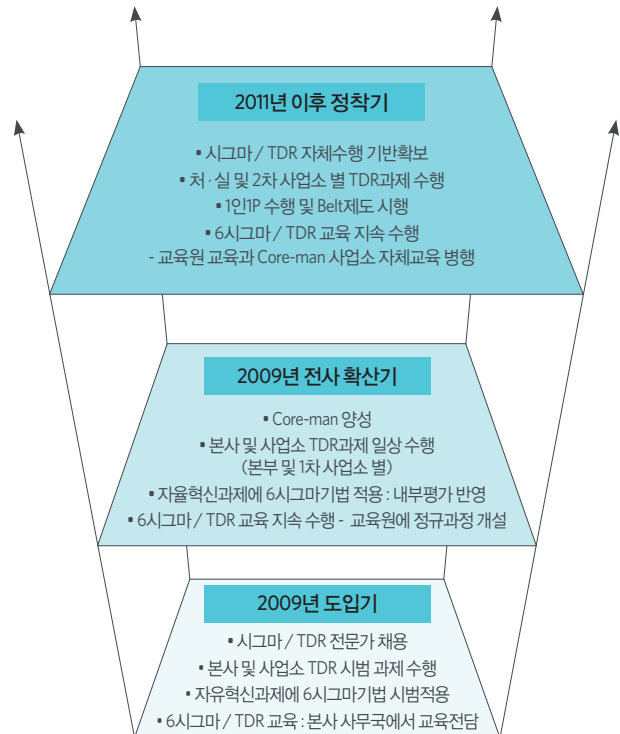 2011년 이후 정착기
• 시그마 / TDR 자체수행 기반확보
• 처·실 및 2차 사업소 별 TDR과제 수행
• 1인1P 수행 및 Belt제도 시행
• 6시그마 / TDR 교육 지속 수행
- 교육원 교육과 Core-man 사업소 자체교육 병행
2009년 전사 확산기
• Core-man 양성
• 본사 및 사업소 TDR과제 일상 수행
(본부 및 1차 사업소 별)
• 자율혁신과제에 6시그마기법 적용 : 내부평가 반영
• 6시그마 / TDR 교육 지속 수행 - 교육원에 정규과정 개설
2009년 도입기
• 시그마 / TDR 전문가 채용
• 본사 및 사업소 TDR 시범 과제 수행
• 자유혁신과제에 6시그마기법 시범적용
• 6시그마 / TDR 교육 : 본사 사무국에서 교육전담